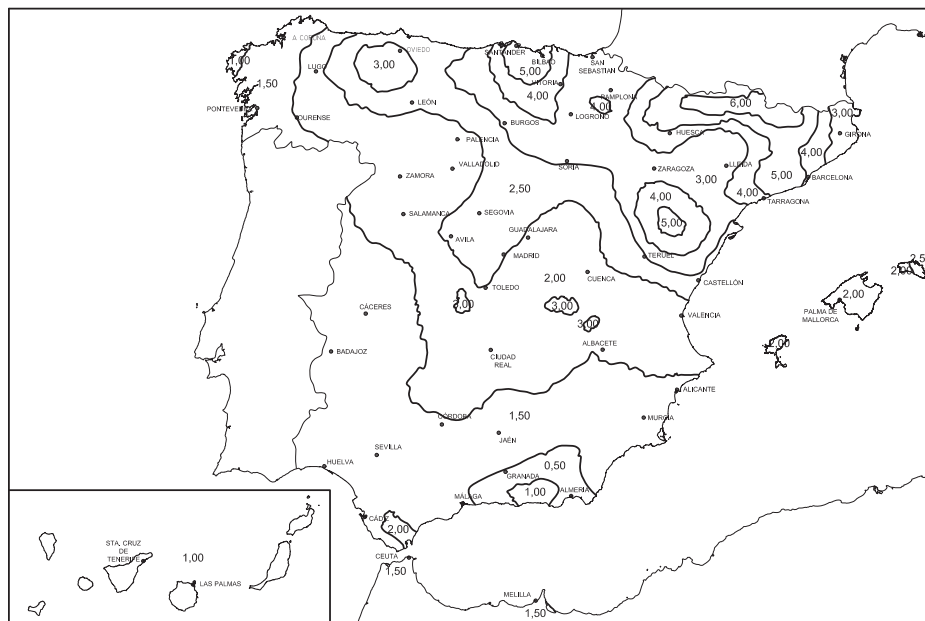 A CORUÑA
OVIEDO
SANTANDER
1,00
LUGO
3,00
BILBAO
SAN
SEBASTIAN
5,00
1,50
VITORIA
4,00
PAMPLONA
PONTEVEDRA
LEÓN
4,00
6,00
3,00
OURENSE
BURGOS
LOGROÑO
HUESCA
GIRONA
PALENCIA
4,00
VALLADOLID
SORIA
ZARAGOZA
LLEIDA
ZAMORA
3,00
5,00
BARCELONA
2,50
4,00
4,00
TARRAGONA
SALAMANCA
SEGOVIA
5,00
AVILA
GUADALAJARA
MADRID
TERUEL
2,5
2,00
2,00
CUENCA
CASTELLÓN
TOLEDO
2,00
CÁCERES
3,00
3,00
PALMA DE
MALLORCA
VALENCIA
3,00
2,00
BADAJOZ
CIUDAD
REAL
ALBACETE
ALICANTE
1,50
CÓRDOBA
MURCIA
JAÉN
SEVILLA
HUELVA
0,50
GRANADA
1,00
ALMERÍA
MÁLAGA
CÁDIZ
2,00
STA. CRUZ
DE
TENERIFE
1,00
CEUTA
1,50
LAS PALMAS
MELILLA
1,50